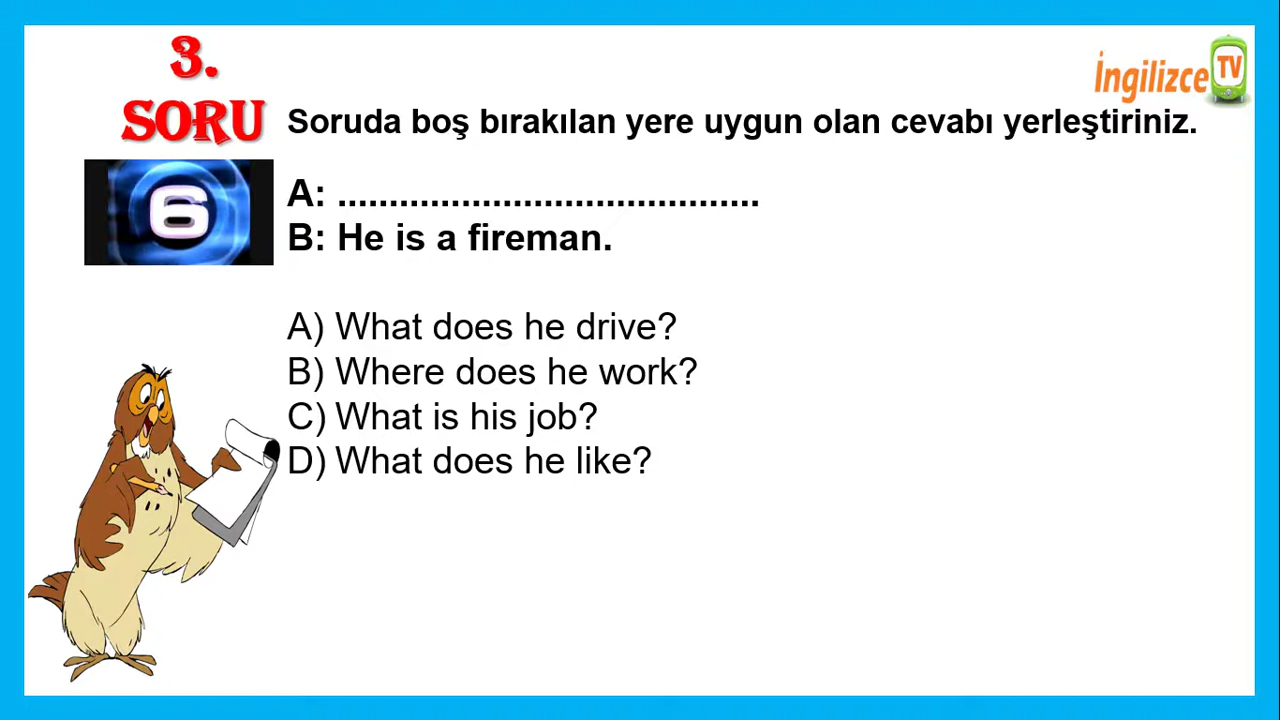 3.
SORU
İngilizce TV
Soruda boş bırakılan yere uygun olan cevabı yerleştiriniz.
6
A: .........................................
B: He is a fireman.
A) What does he drive?
B) Where does he work?
C) What is his job?
D) What does he like?